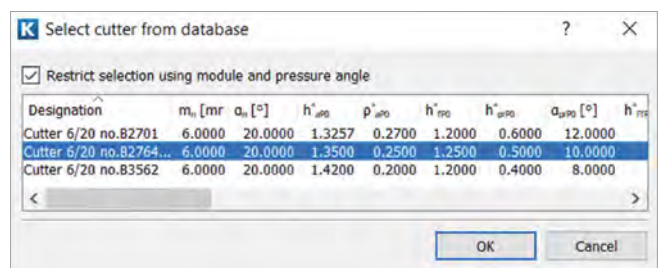 K Select cutter from database ? ×
Restrict selection using module and pressure angle
Designation mₙ [mr αₙ [°] h*aP0 ρ*aP0 h*fP0 h*prP0 αprP0 [°] h*FfP
Cutter 6/20 no.B2701 6.0000 20.0000 1.3257 0.2700 1.2000 0.6000 12.0000
Cutter 6/20 no.B2764... 6.0000 20.0000 1.3500 0.2500 1.2500 0.5000 10.0000
Cutter 6/20 no.B3562 6.0000 20.0000 1.4200 0.2000 1.2000 0.4000 8.0000
OK Cancel